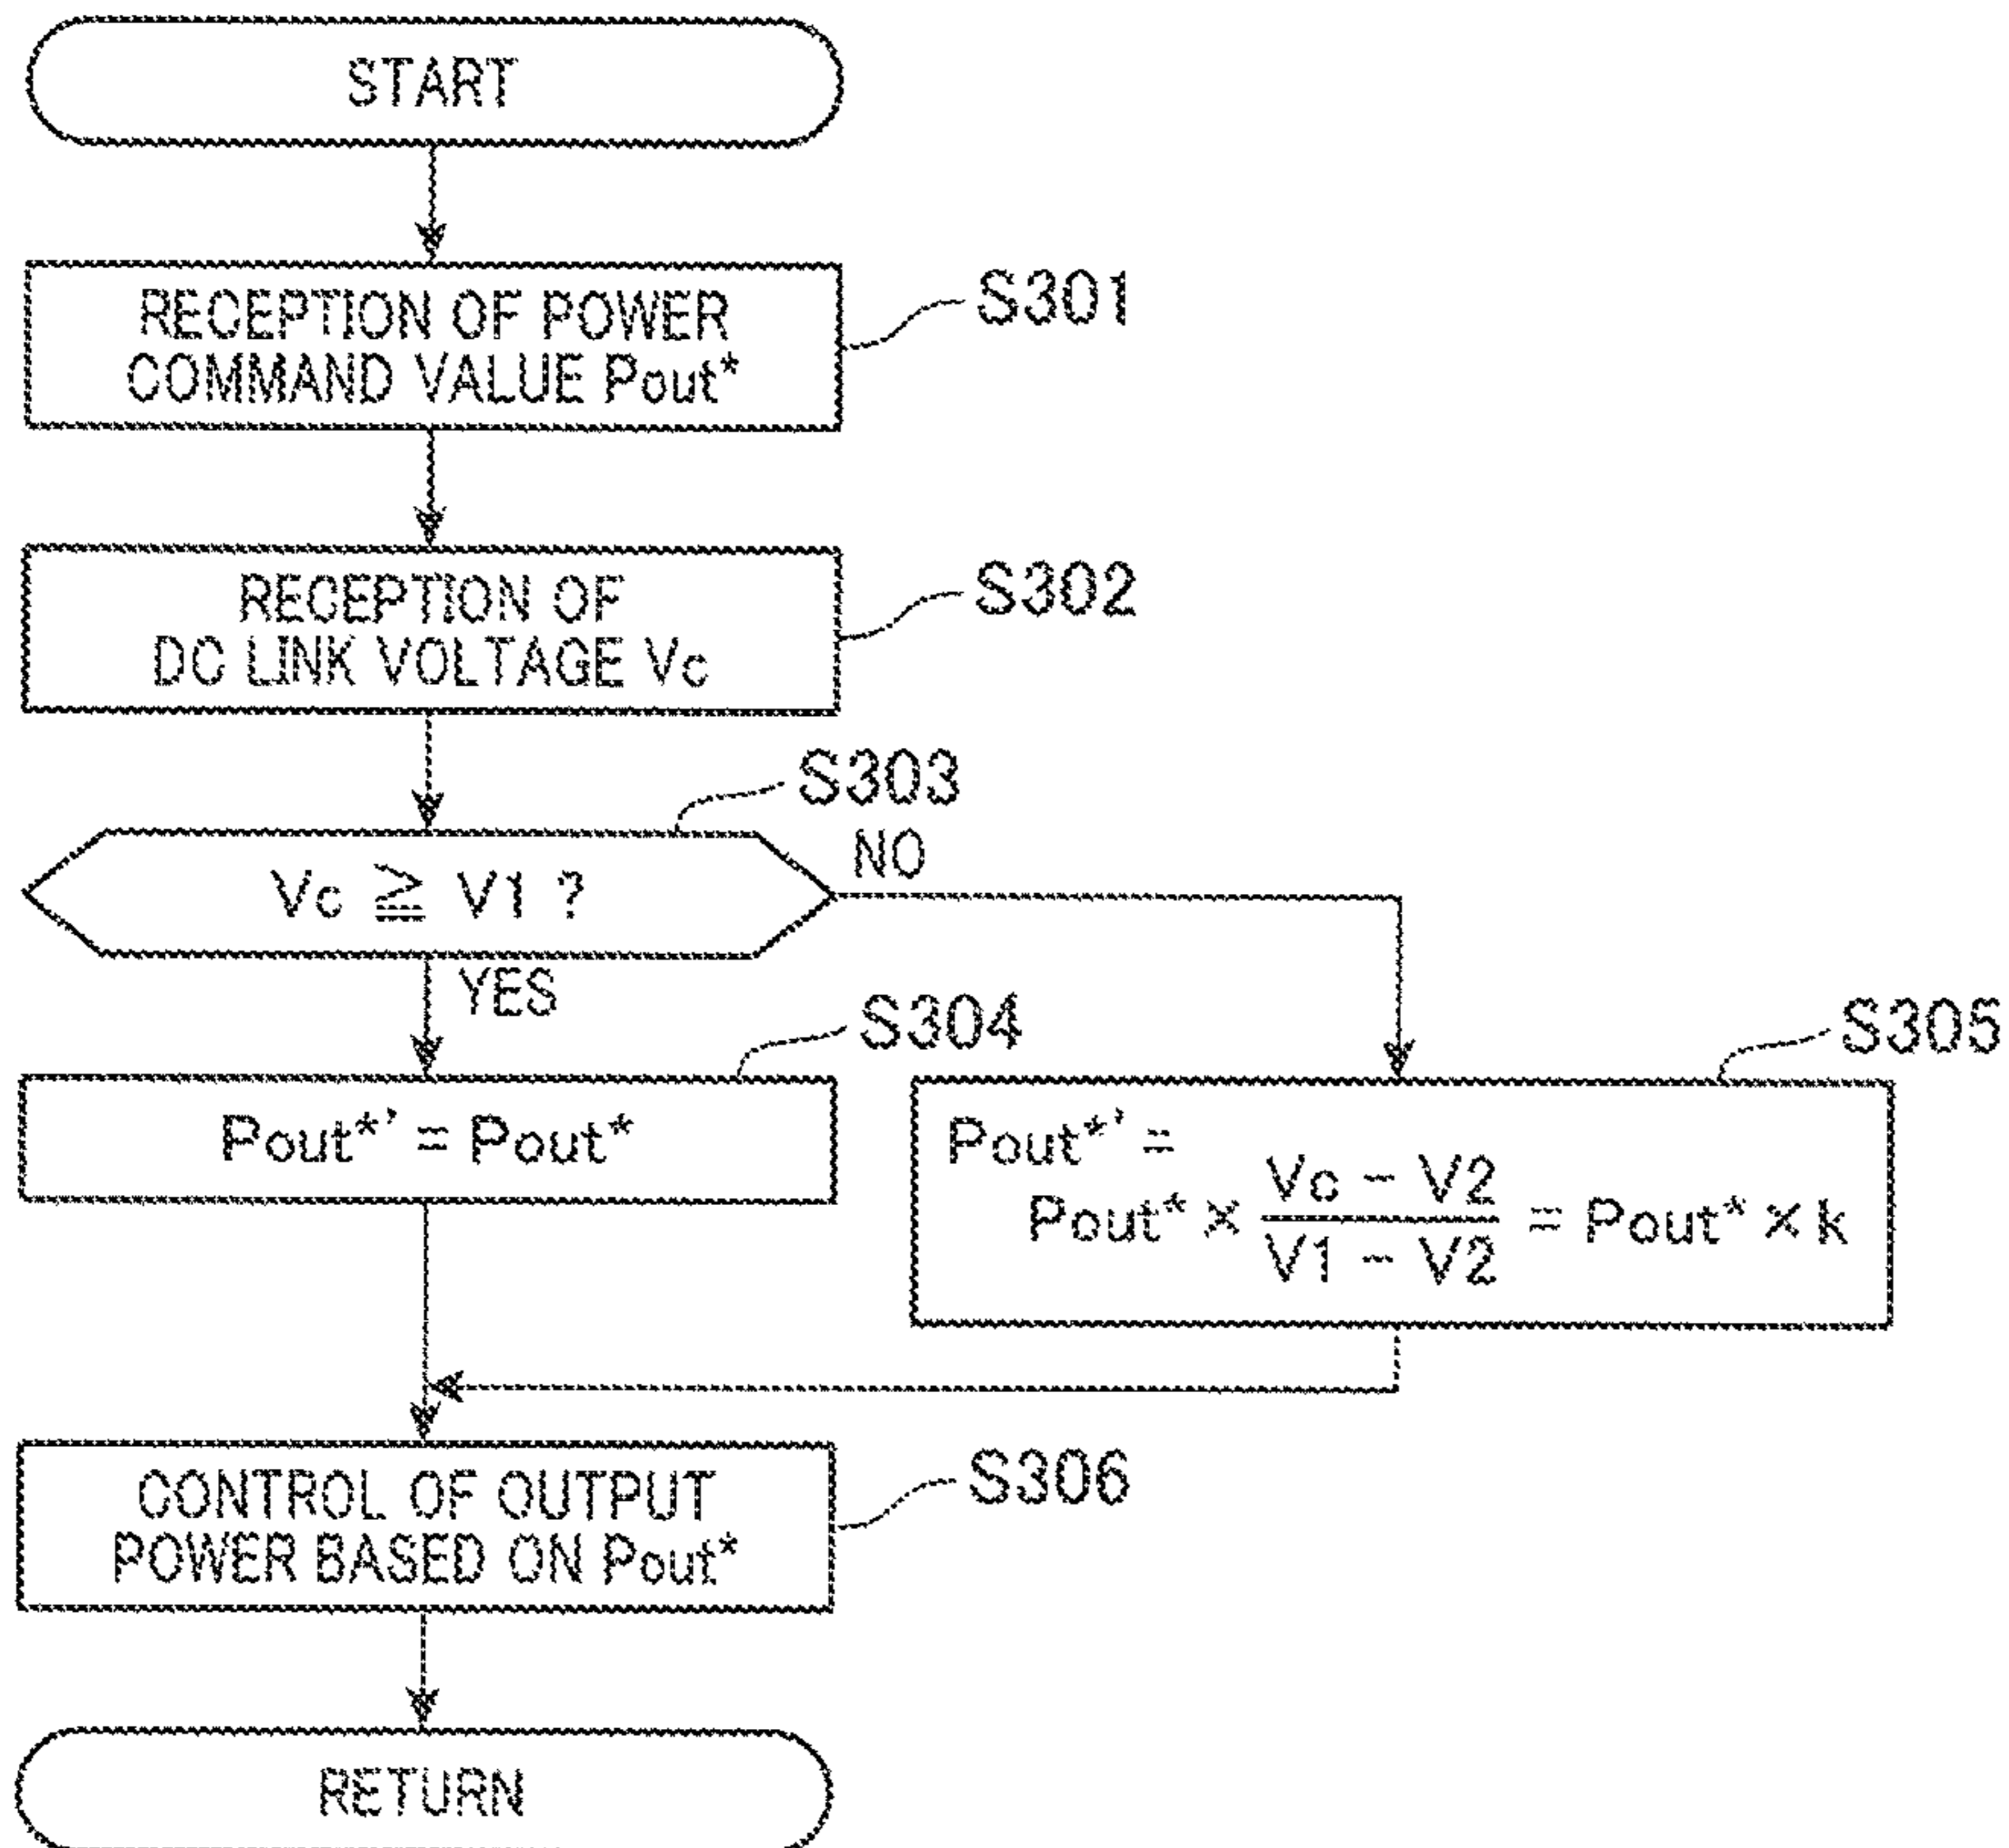 START
RECEPTION OF POWER
COMMAND VALUE Pout*
S301
RECEPTION OF
DC LINK VOLTAGE Vc
S302
S303
Vc ≧ V1 ?
NO
YES
S304
Pout*' = Pout*
S305
Pout*' =
Pout* × (Vc - V2) / (V1 - V2) = Pout* × k
CONTROL OF OUTPUT
POWER BASED ON Pout*
S306
RETURN